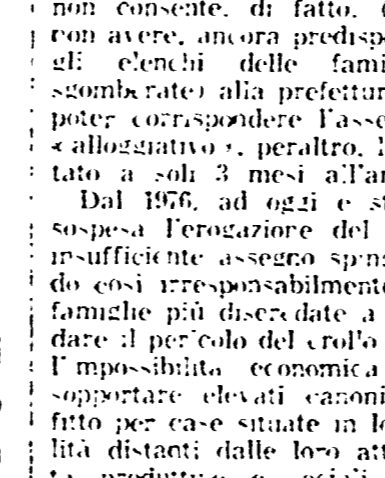 non consente, di fatto,
non avere, ancora predisp
gli elenchi delle fami
sgomberate) alla prefettur
poter corrispondere l'asse
« alloggiativo », peraltro, l
tato a soli 3 mesi all'an
Dal 1976, ad oggi è st
sospesa l'erogazione del
insufficiente assegno spin
do così irresponsabilmente
famiglie più diseredate a
dare il pericolo del crollo
l'impossibilità economica
sopportare elevati canoni
fitto per case situate in lo
lità distanti dalle loro att